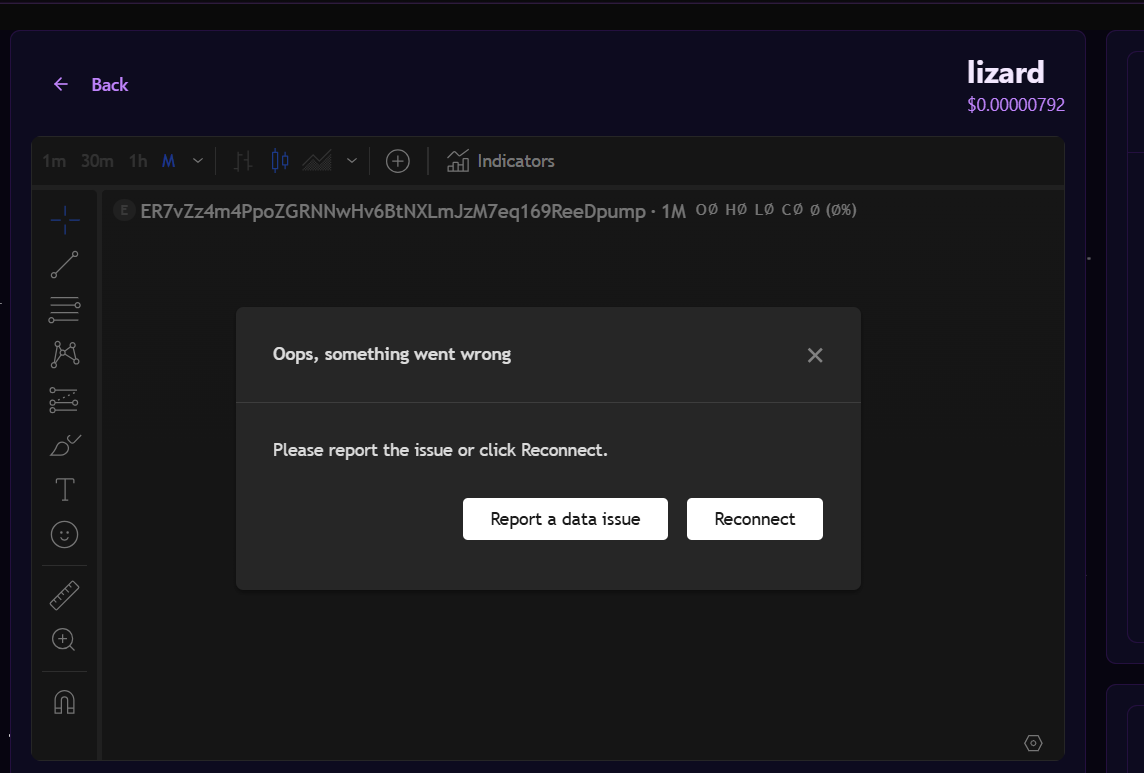 Back
lizard
$0.00000792
1m 30m 1h M
Indicators
E ER7vZz4m4PpoZGRNNwHv6BtNXLmJzM7eq169ReeDpump · 1M O∅ H∅ L∅ C∅ ∅ (∅%)
Oops, something went wrong
Please report the issue or click Reconnect.
Report a data issue
Reconnect